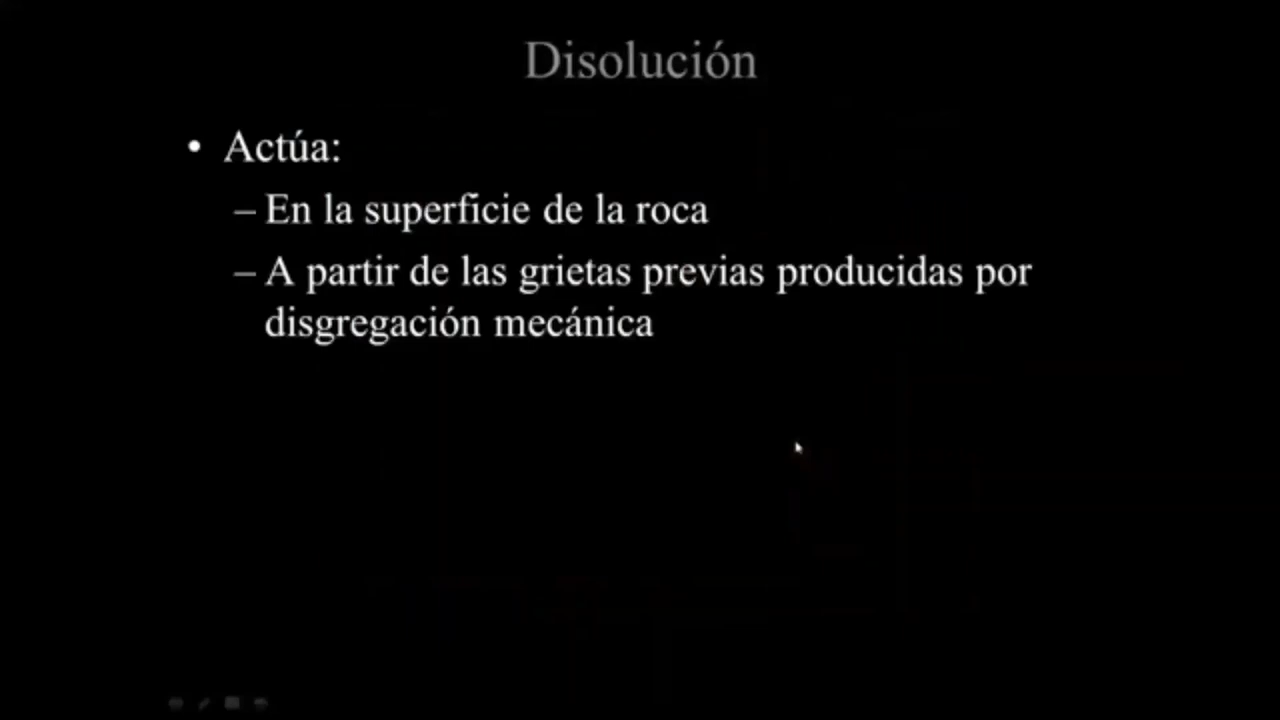 Disolución
• Actúa:
– En la superficie de la roca
– A partir de las grietas previas producidas por
disgregación mecánica